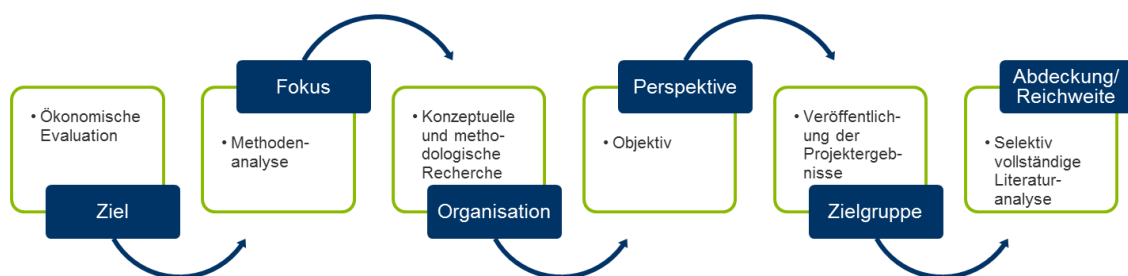 • Ökonomische
Evaluation
Ziel
Fokus
• Methoden-
analyse
• Konzeptuelle
und metho-
dologische
Recherche
Organisation
Perspektive
• Objektiv
• Veröffentlich-
ung der
Projektergeb-
nisse
Zielgruppe
Abdeckung/
Reichweite
• Selektiv
vollständige
Literatur-
analyse